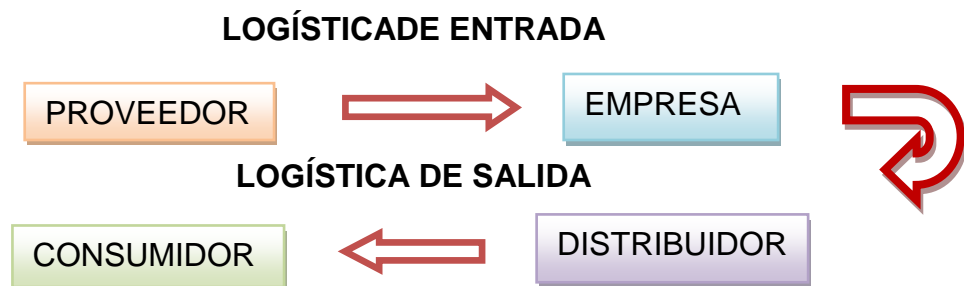 LOGÍSTICADE ENTRADA
PROVEEDOR
EMPRESA
LOGÍSTICA DE SALIDA
CONSUMIDOR
DISTRIBUIDOR